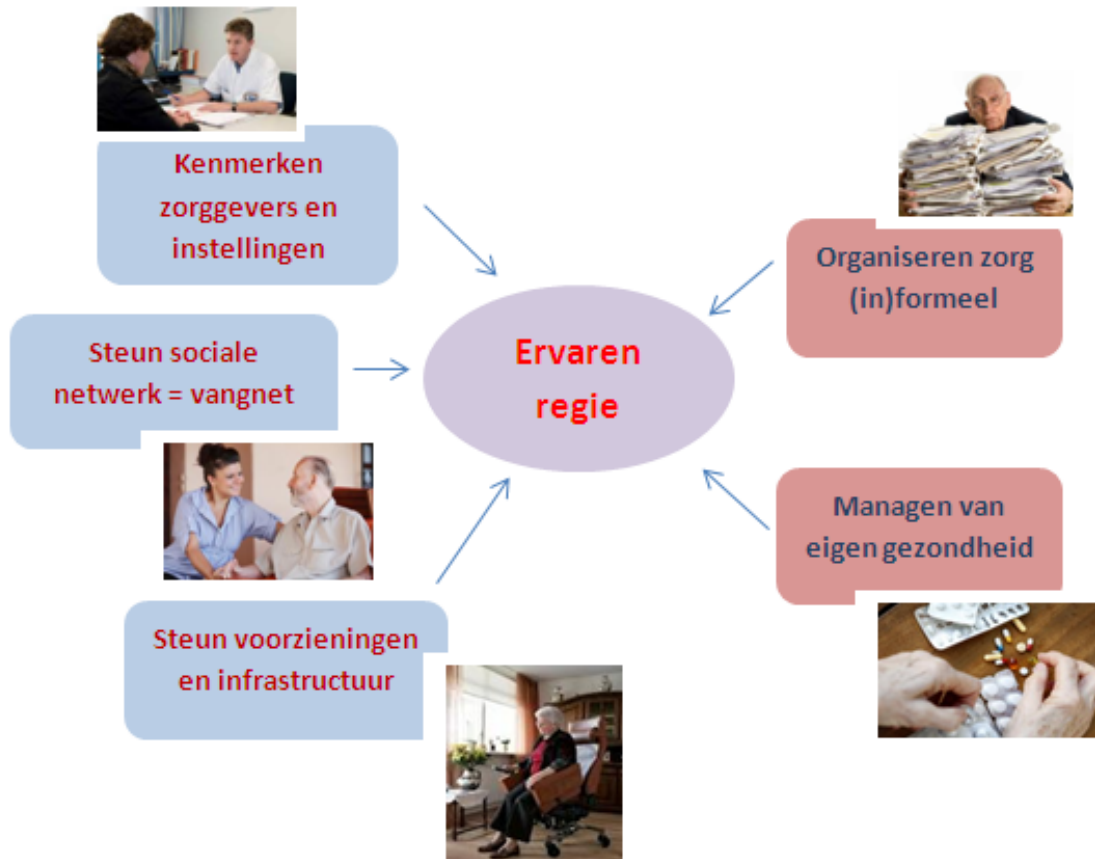 Kenmerken
zorggevers en
instellingen
Steun sociale
netwerk = vangnet
Steun voorzieningen
en infrastructuur
Ervaren
regie
Organiseren zorg
(in)formeel
Managen van
eigen gezondheid